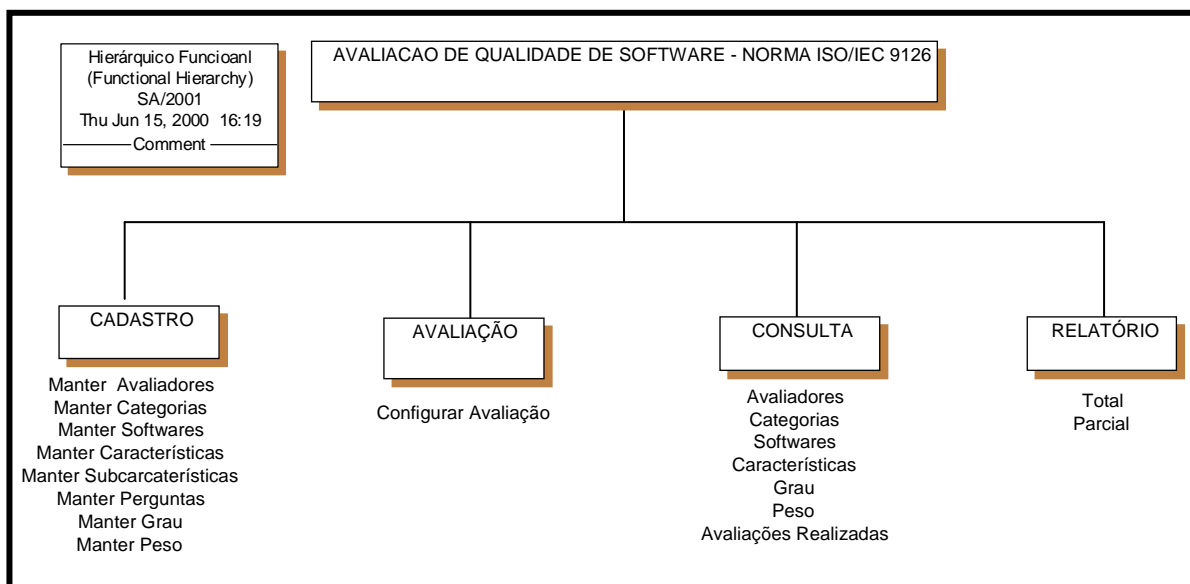 Hierárquico Funcioanl
(Functional Hierarchy)
SA/2001
Thu Jun 15, 2000 16:19
Comment
AVALIACAO DE QUALIDADE DE SOFTWARE - NORMA ISO/IEC 9126
CADASTRO
Manter Avaliadores
Manter Categorias
Manter Softwares
Manter Características
Manter Subcarcaterísticas
Manter Perguntas
Manter Grau
Manter Peso
AVALIAÇÃO
Configurar Avaliação
CONSULTA
Avaliadores
Categorias
Softwares
Características
Grau
Peso
Avaliações Realizadas
RELATÓRIO
Total
Parcial